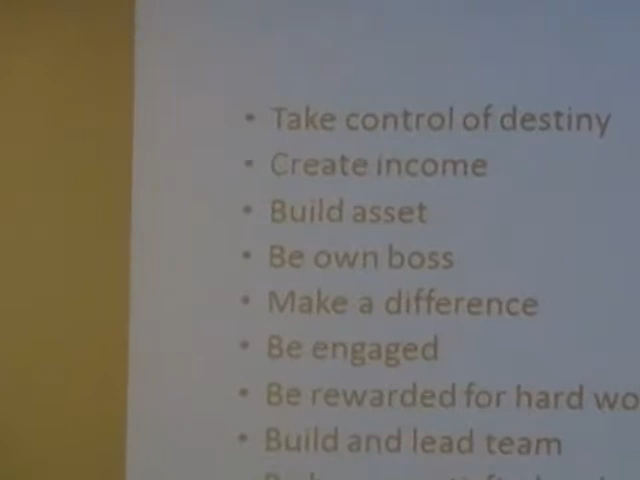 • Take control of destiny
• Create income
• Build asset
• Be own boss
• Make a difference
• Be engaged
• Be rewarded for hard
• Build and lead team